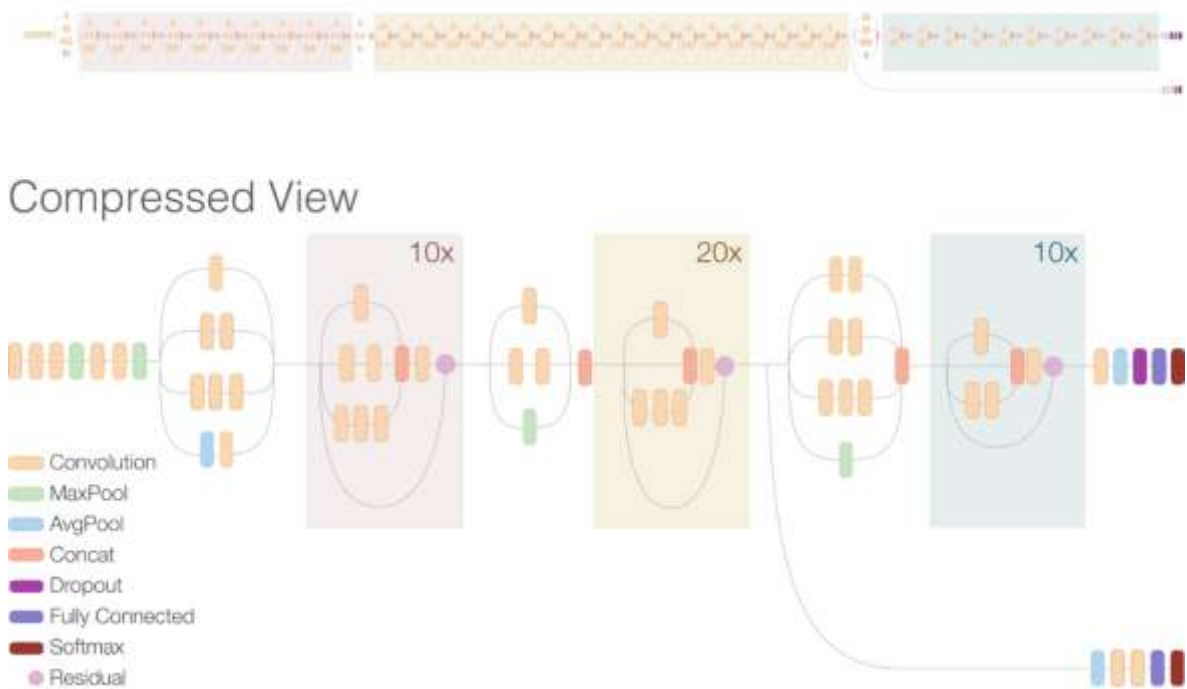 Compressed View
10x
20x
10x
Convolution
MaxPool
AvgPool
Concat
Dropout
Fully Connected
Softmax
Residual